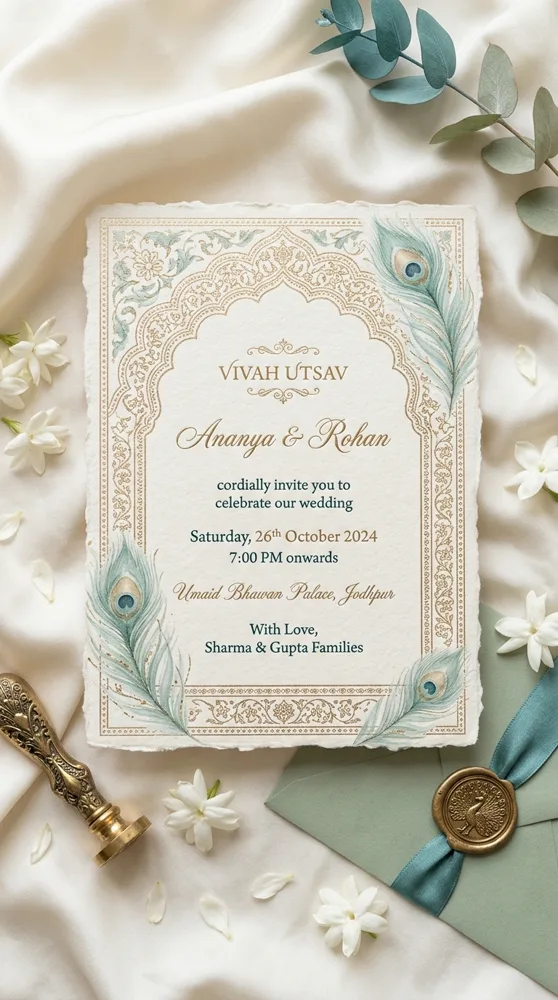 VIVAH UTSAV
Ananya & Rohan
cordially invite you to
celebrate our wedding
Saturday, 26th October 2024
7:00 PM onwards
Umaid Bhawan Palace, Jodhpur
With Love,
Sharma & Gupta Families